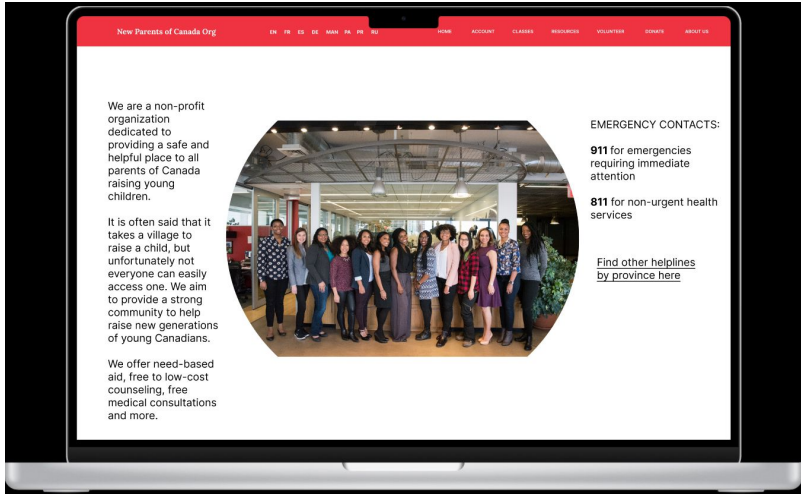 New Parents of Canada Org
EN FR ES DE MAN PA PR RU
HOME ACCOUNT CLASSES RESOURCES VOLUNTEER DONATE ABOUT US
We are a non-profit
organization
dedicated to
providing a safe and
helpful place to all
parents of Canada
raising young
children.
It is often said that it
takes a village to
raise a child, but
unfortunately not
everyone can easily
access one. We aim
to provide a strong
community to help
raise new generations
of young Canadians.
We offer need-based
aid, free to low-cost
counseling, free
medical consultations
and more.
EMERGENCY CONTACTS:
911 for emergencies
requiring immediate
attention
811 for non-urgent health
services
Find other helplines
by province here